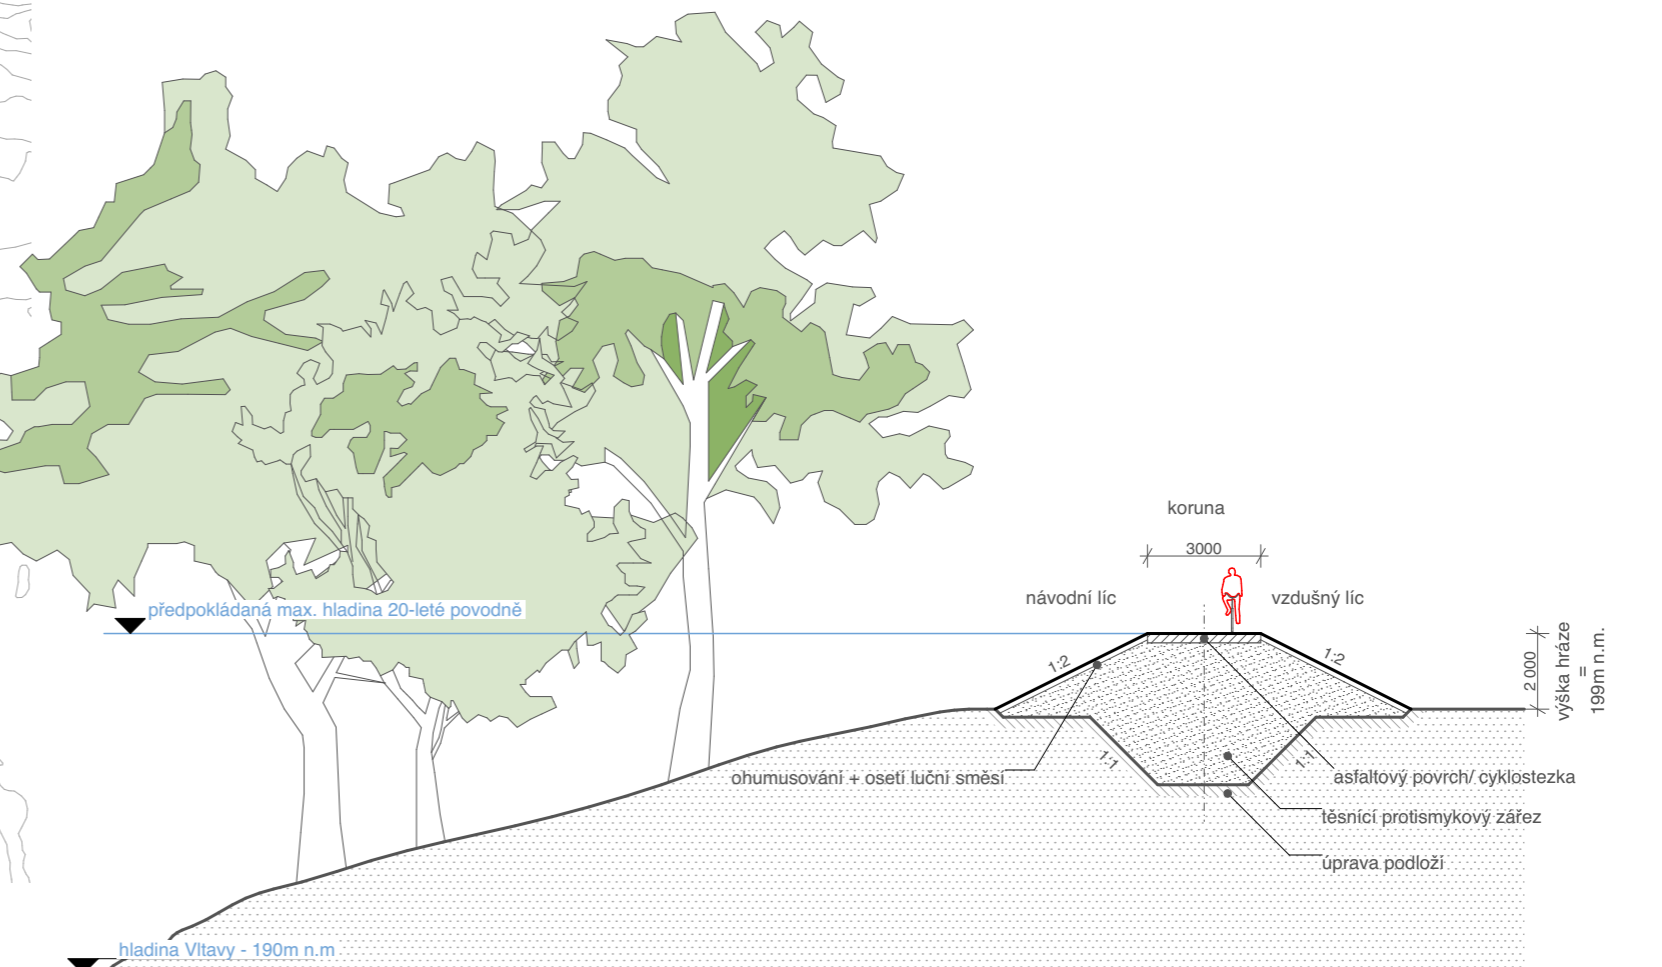 koruna
3000
návodní líc
vzdušný líc
předpokládaná max. hladina 20-leté povodně
1:2
1:2
2 000
výška hráze
=
199m n.m.
1:1
1:1
ohumusování + osetí luční směsí
asfaltový povrch/ cyklostezka
těsnící protismykový zářez
úprava podloží
hladina Vltavy - 190m n.m